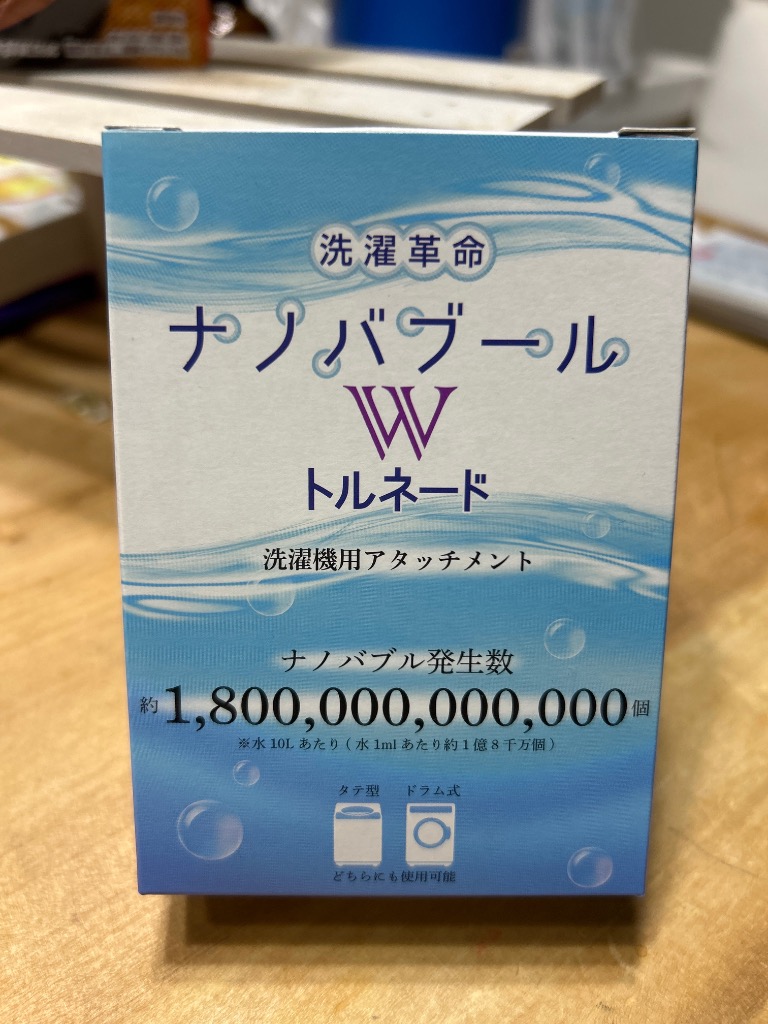 洗濯革命
ナノバブール
W
トルネード
洗濯機用アタッチメント
ナノバブル発生数
約1,800,000,000,000個
※水10Lあたり(水1mlあたり約1億8千万個)
タテ型 ドラム式
どちらにも使用可能